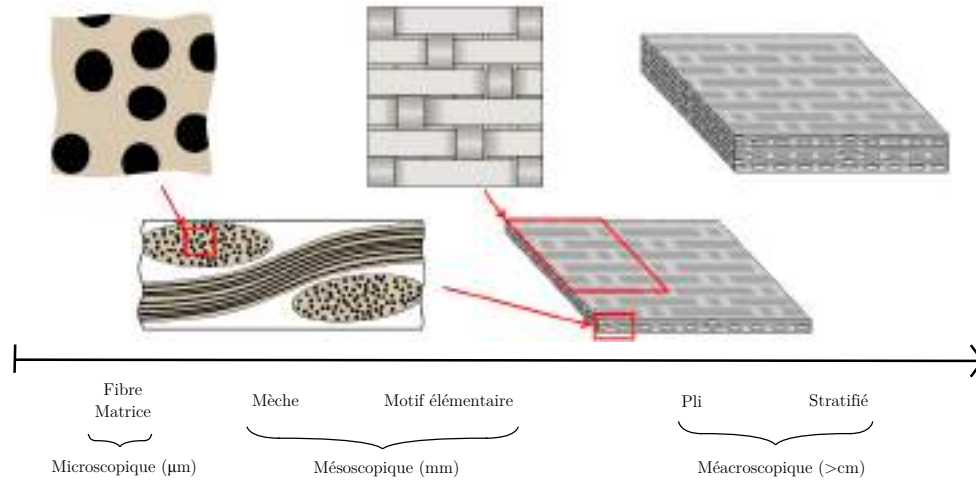 Fibre
Matrice
Mèche
Motif élémentaire
Pli
Stratifié
Microscopique (μm)
Mésoscopique (mm)
Méacroscopique (>cm)